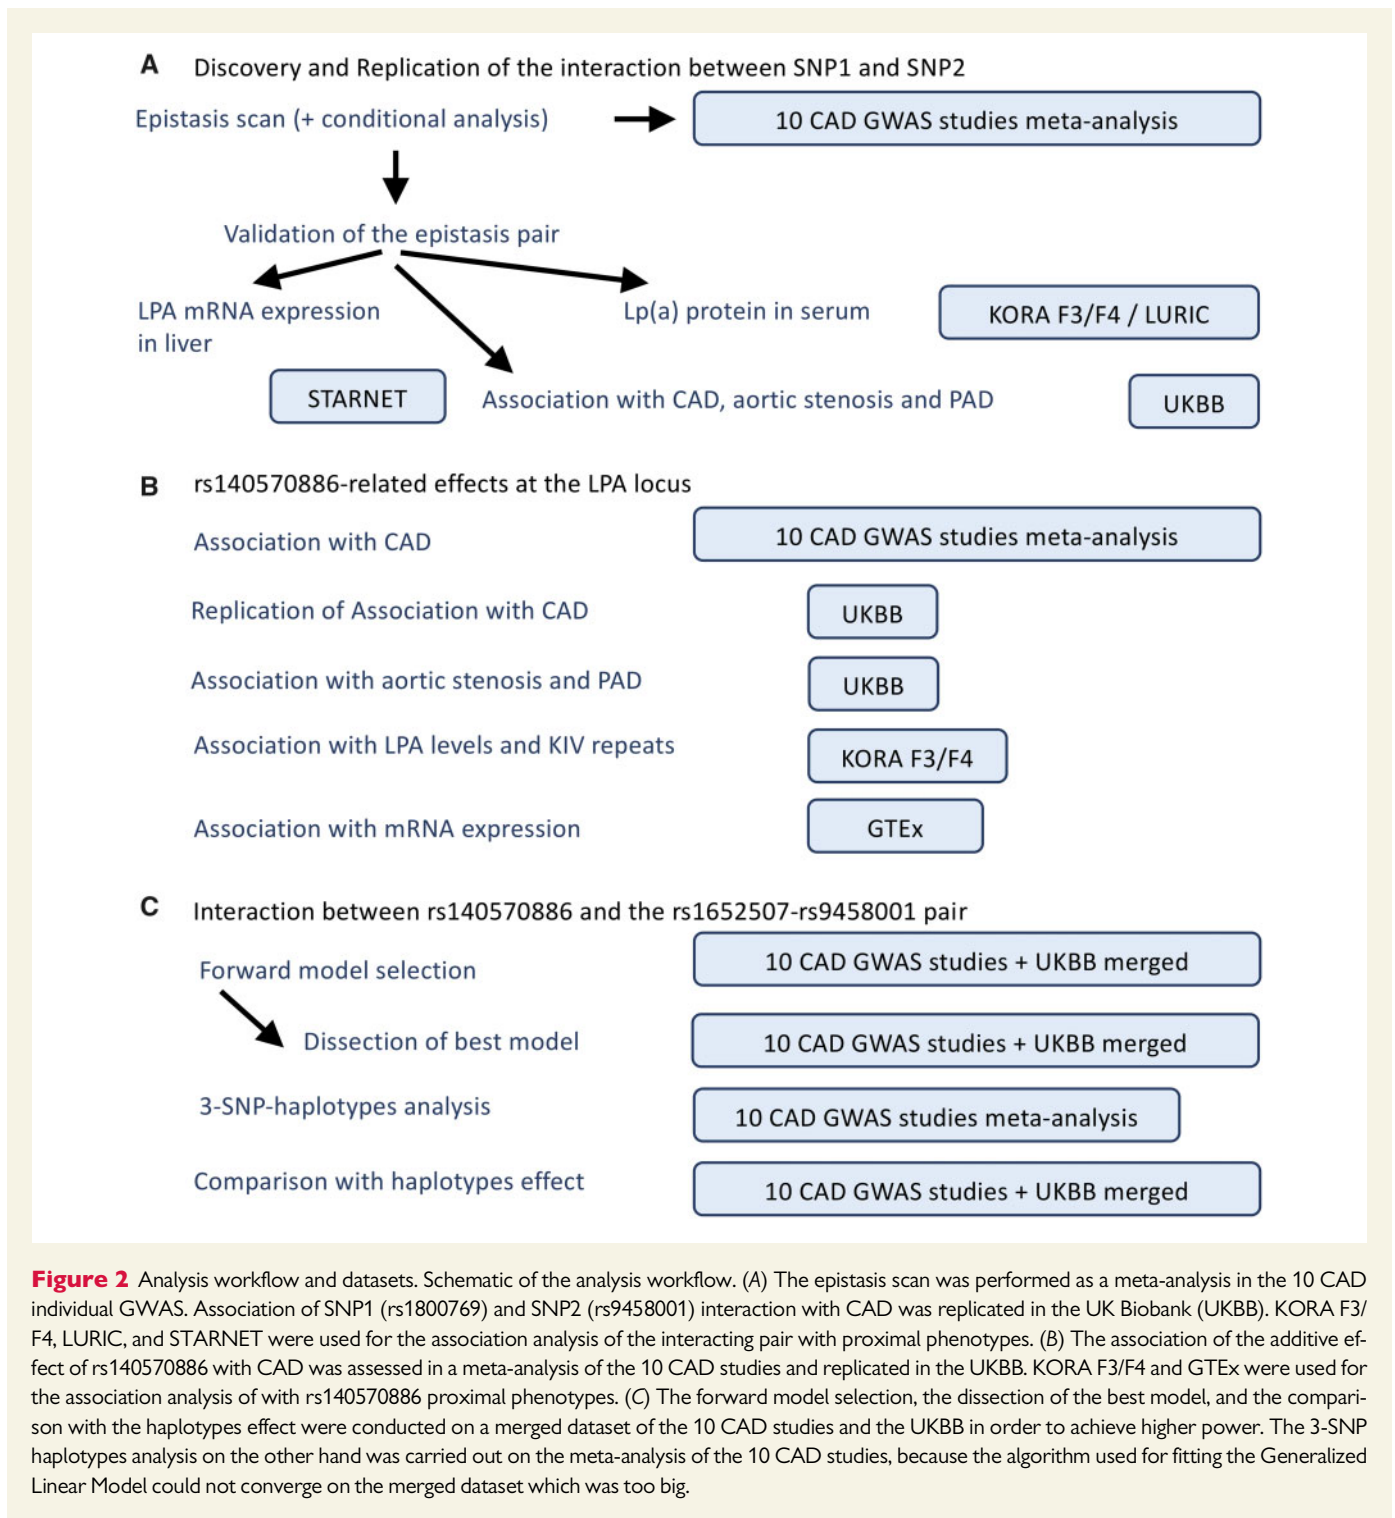 A Discovery and Replication of the interaction between SNP1 and SNP2
Epistasis scan (+ conditional analysis)
10 CAD GWAS studies meta-analysis
Validation of the epistasis pair
LPA mRNA expression
in liver
Lp(a) protein in serum
KORA F3/F4 / LURIC
STARNET
Association with CAD, aortic stenosis and PAD
UKBB
B rs140570886-related effects at the LPA locus
Association with CAD
10 CAD GWAS studies meta-analysis
Replication of Association with CAD
UKBB
Association with aortic stenosis and PAD
UKBB
Association with LPA levels and KIV repeats
KORA F3/F4
Association with mRNA expression
GTEx
C Interaction between rs140570886 and the rs1652507-rs9458001 pair
Forward model selection
10 CAD GWAS studies + UKBB merged
Dissection of best model
10 CAD GWAS studies + UKBB merged
3-SNP-haplotypes analysis
10 CAD GWAS studies meta-analysis
Comparison with haplotypes effect
10 CAD GWAS studies + UKBB merged
Figure 2 Analysis workflow and datasets. Schematic of the analysis workflow. (A) The epistasis scan was performed as a meta-analysis in the 10 CAD
individual GWAS. Association of SNP1 (rs1800769) and SNP2 (rs9458001) interaction with CAD was replicated in the UK Biobank (UKBB). KORA F3/
F4, LURIC, and STARNET were used for the association analysis of the interacting pair with proximal phenotypes. (B) The association of the additive ef-
fect of rs140570886 with CAD was assessed in a meta-analysis of the 10 CAD studies and replicated in the UKBB. KORA F3/F4 and GTEx were used for
the association analysis of with rs140570886 proximal phenotypes. (C) The forward model selection, the dissection of the best model, and the compari-
son with the haplotypes effect were conducted on a merged dataset of the 10 CAD studies and the UKBB in order to achieve higher power. The 3-SNP
haplotypes analysis on the other hand was carried out on the meta-analysis of the 10 CAD studies, because the algorithm used for fitting the Generalized
Linear Model could not converge on the merged dataset which was too big.